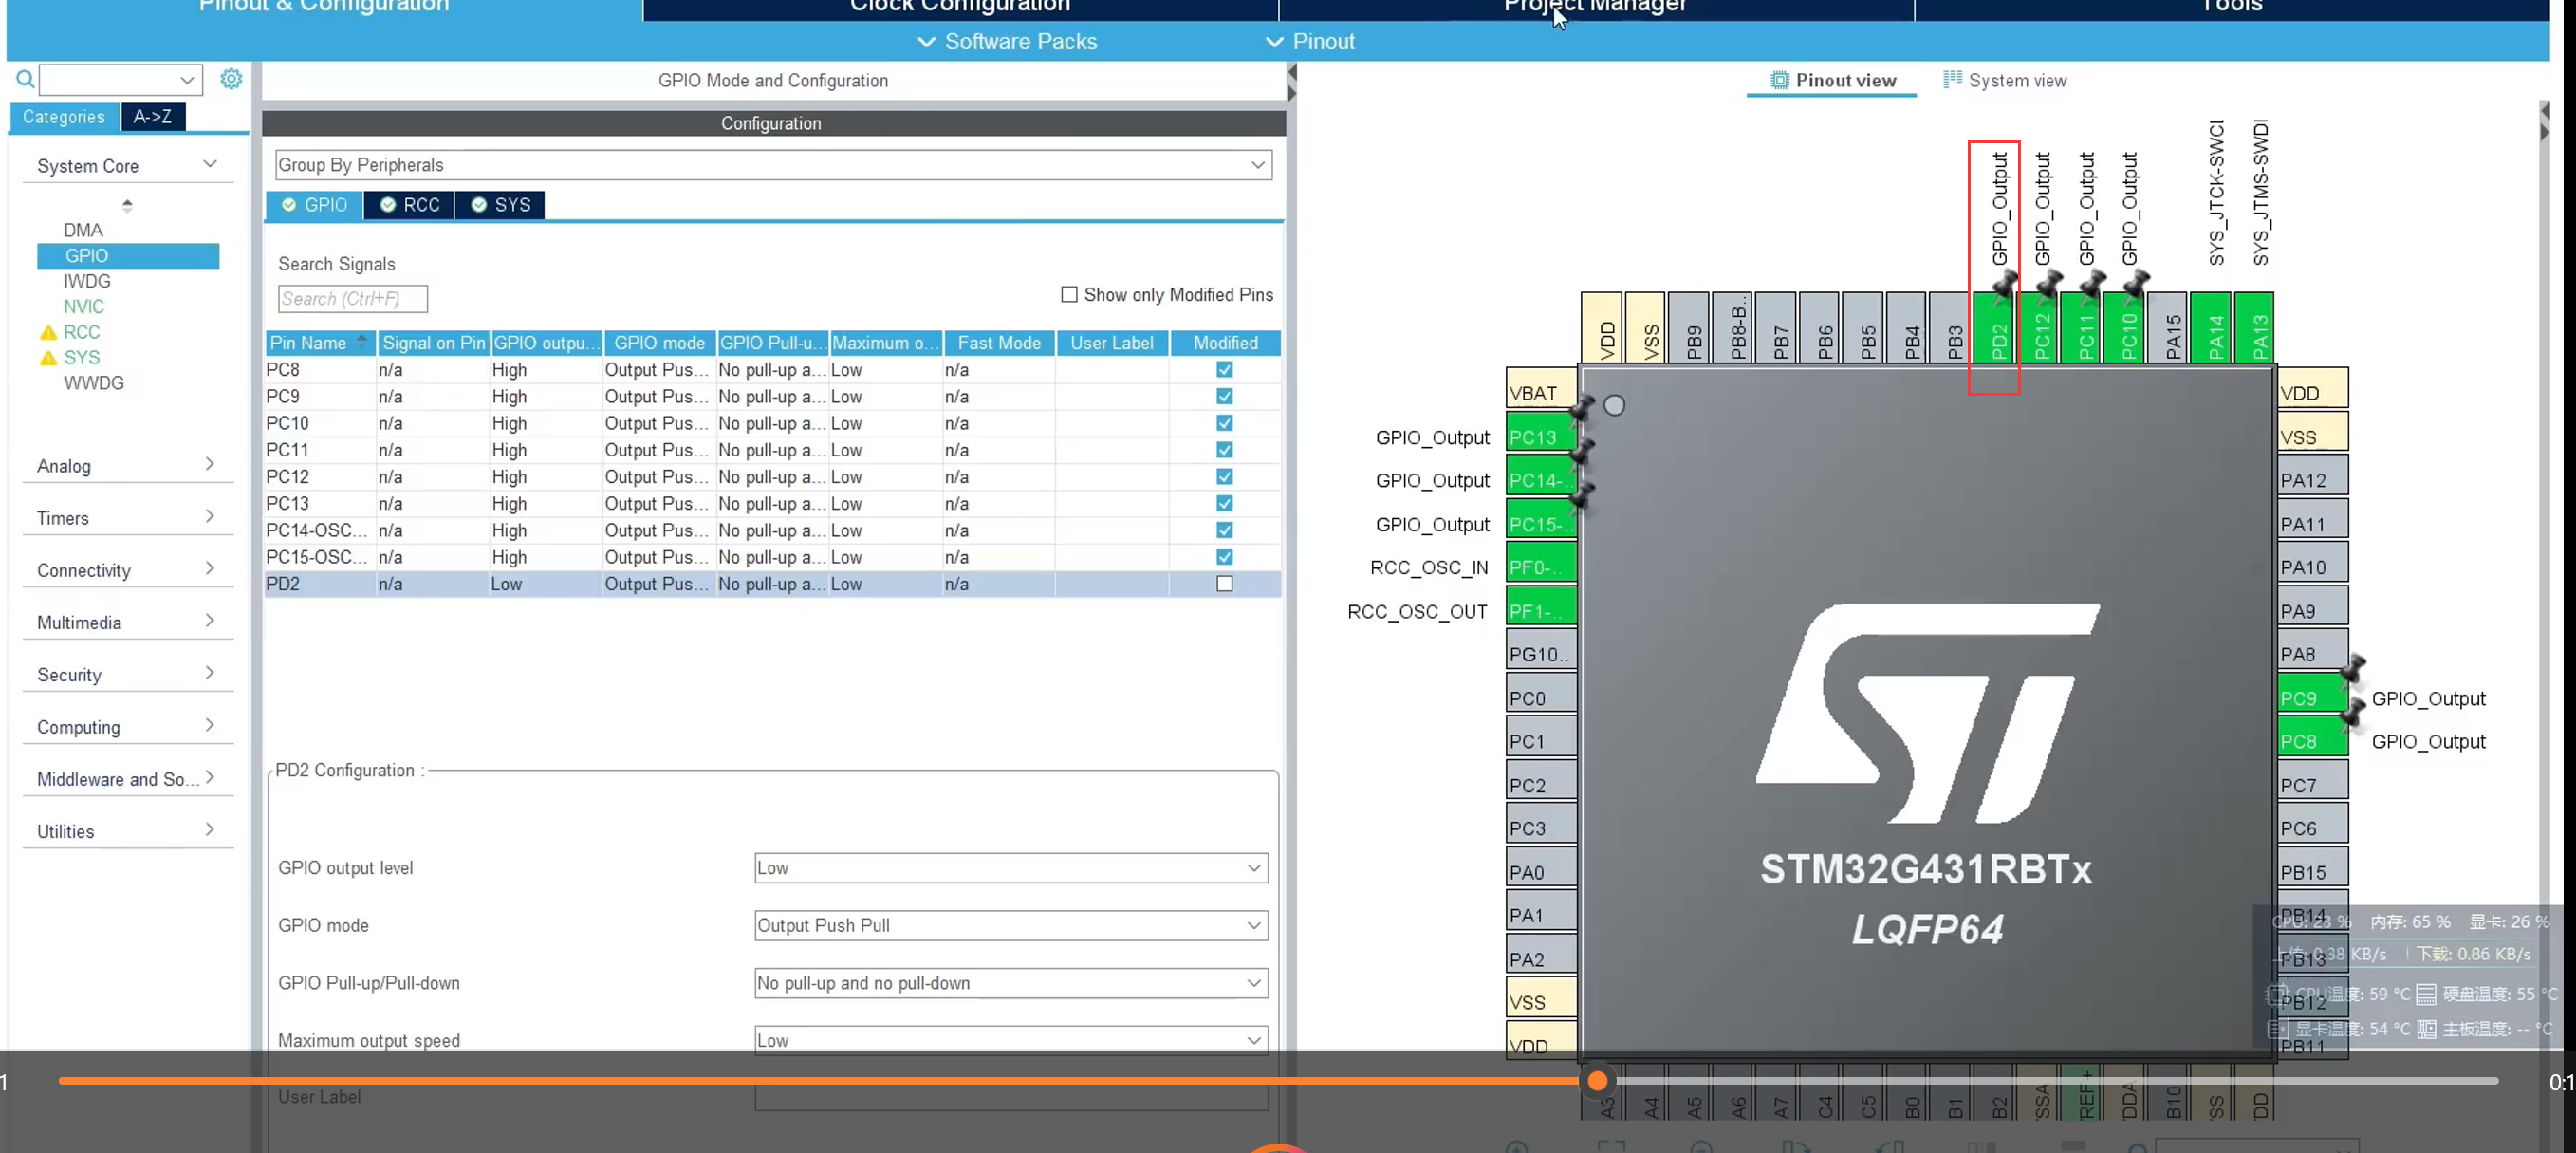 Pinout & Configuration
Clock Configuration
Project Manager
Tools
Software Packs
Pinout
GPIO Mode and Configuration
Pinout view
System view
Categories
A->Z
Configuration
System Core
Group By Peripherals
GPIO
RCC
SYS
DMA
GPIO
IWDG
NVIC
RCC
SYS
WWDG
Search Signals
Search (Ctrl+F)
Show only Modified Pins
Pin Name Signal on Pin GPIO outpu... GPIO mode GPIO Pull-u... Maximum o... Fast Mode User Label Modified
PC8 n/a High Output Pus... No pull-up a... Low n/a
PC9 n/a High Output Pus... No pull-up a... Low n/a
PC10 n/a High Output Pus... No pull-up a... Low n/a
PC11 n/a High Output Pus... No pull-up a... Low n/a
PC12 n/a High Output Pus... No pull-up a... Low n/a
PC13 n/a High Output Pus... No pull-up a... Low n/a
PC14-OSC... n/a High Output Pus... No pull-up a... Low n/a
PC15-OSC... n/a High Output Pus... No pull-up a... Low n/a
PD2 n/a Low Output Pus... No pull-up a... Low n/a
Analog
Timers
Connectivity
Multimedia
Security
Computing
Middleware and So...
Utilities
PD2 Configuration :
GPIO output level
Low
GPIO mode
Output Push Pull
GPIO Pull-up/Pull-down
No pull-up and no pull-down
Maximum output speed
Low
User Label
GPIO_Output
GPIO_Output
GPIO_Output
GPIO_Output
SYS_JTCK-SWCL
SYS_JTMS-SWDI
VDD
VSS
PB9
PB8-B..
PB7
PB6
PB5
PB4
PB3
PD2
PC12
PC11
PC10
PA15
PA14
PA13
VBAT
GPIO_Output PC13
GPIO_Output PC14-..
GPIO_Output PC15-..
RCC_OSC_IN PF0-..
RCC_OSC_OUT PF1-..
PG10..
PC0
PC1
PC2
PC3
PA0
PA1
PA2
VSS
VDD
VDD
VSS
PA12
PA11
PA10
PA9
PA8
PC9 GPIO_Output
PC8 GPIO_Output
PC7
PC6
PB15
PB14
PB13
PB12
PB11
STM32G431RBTx
LQFP64
CPU: 23 % 内存: 65 % 显卡: 26 %
上传: 0.38 KB/s 下载: 0.86 KB/s
CPU温度: 59 °C 硬盘温度: 55 °C
显卡温度: 54 °C 主板温度: -- °C
A3
A4
A5
A6
A7
C4
C5
B0
B1
B2
SSA
REF+
DDA
B10
SS
DD
1
0:1